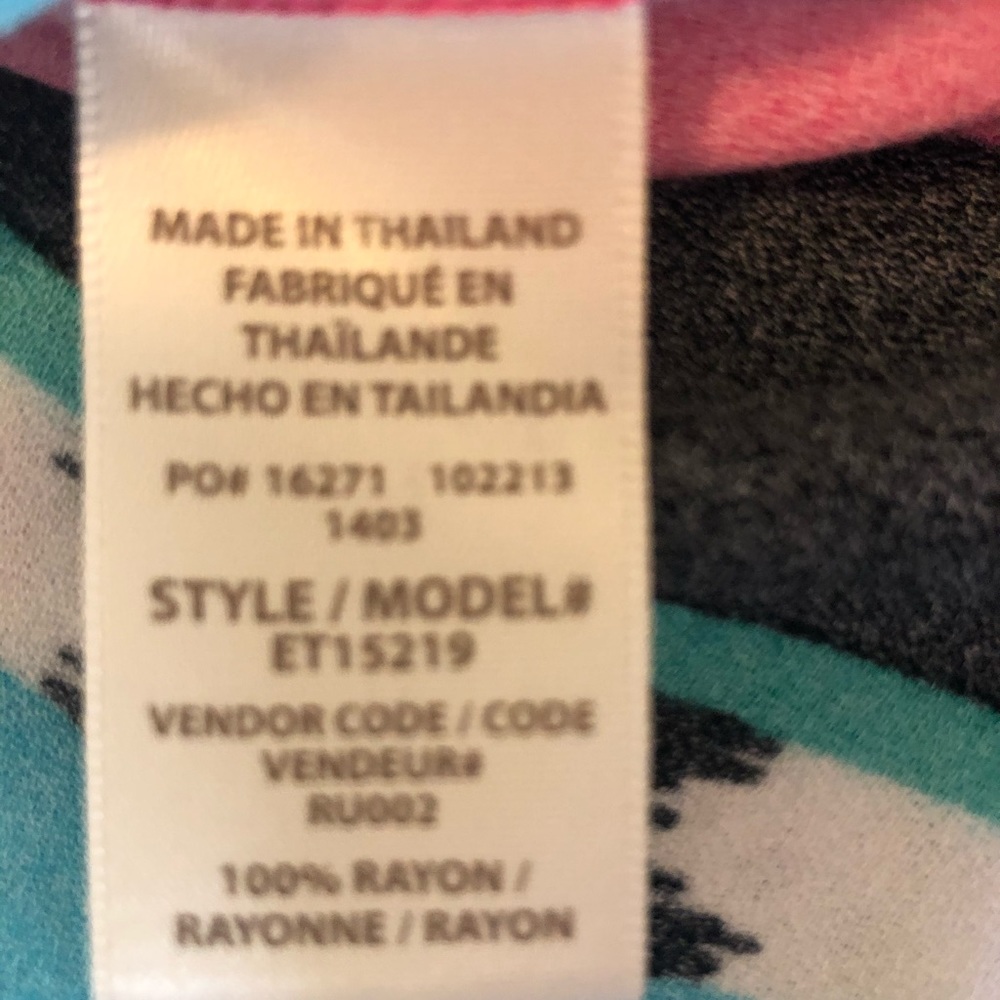 MADE IN THAILAND
FABRIQUÉ EN
THAÏLANDE
HECHO EN TAILANDIA
PO# 16271 102213
1403
STYLE / MODEL#
ET15219
VENDOR CODE / CODE
VENDEUR#
RU002
100% RAYON /
RAYONNE / RAYON